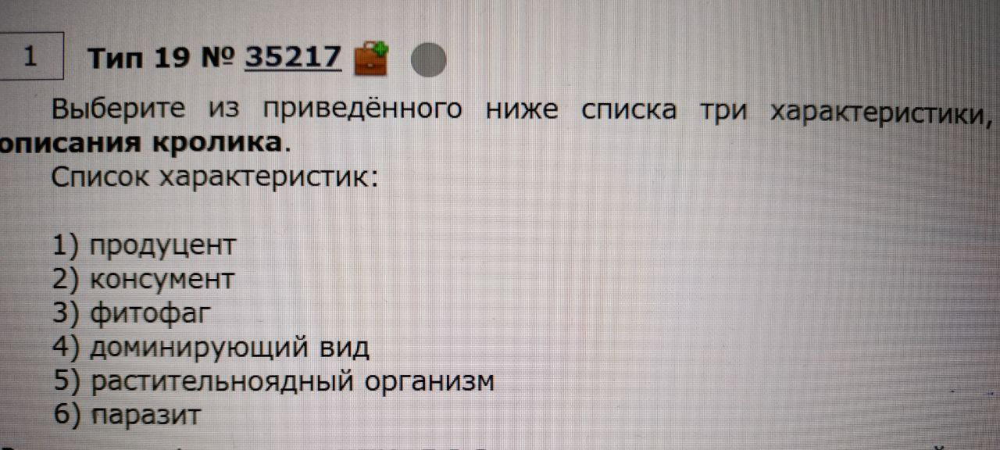 1 Тип 19 № 35217
Выберите из приведённого ниже списка три характеристики,
описания кролика.
Список характеристик:
1) продуцент
2) консумент
3) фитофаг
4) доминирующий вид
5) растительноядный организм
6) паразит